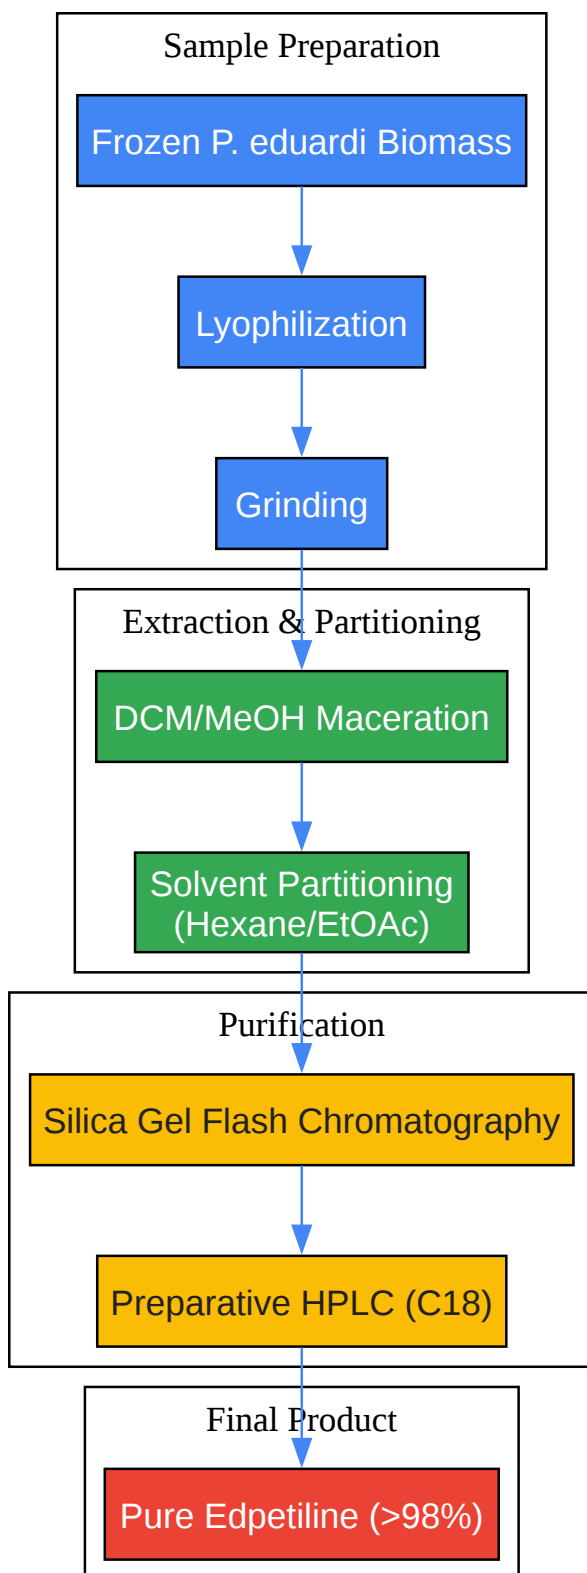 Sample Preparation
Frozen P. eduardi Biomass
Lyophilization
Grinding
Extraction & Partitioning
DCM/MeOH Maceration
Solvent Partitioning
(Hexane/EtOAc)
Purification
Silica Gel Flash Chromatography
Preparative HPLC (C18)
Final Product
Pure Edpetiline (>98%)